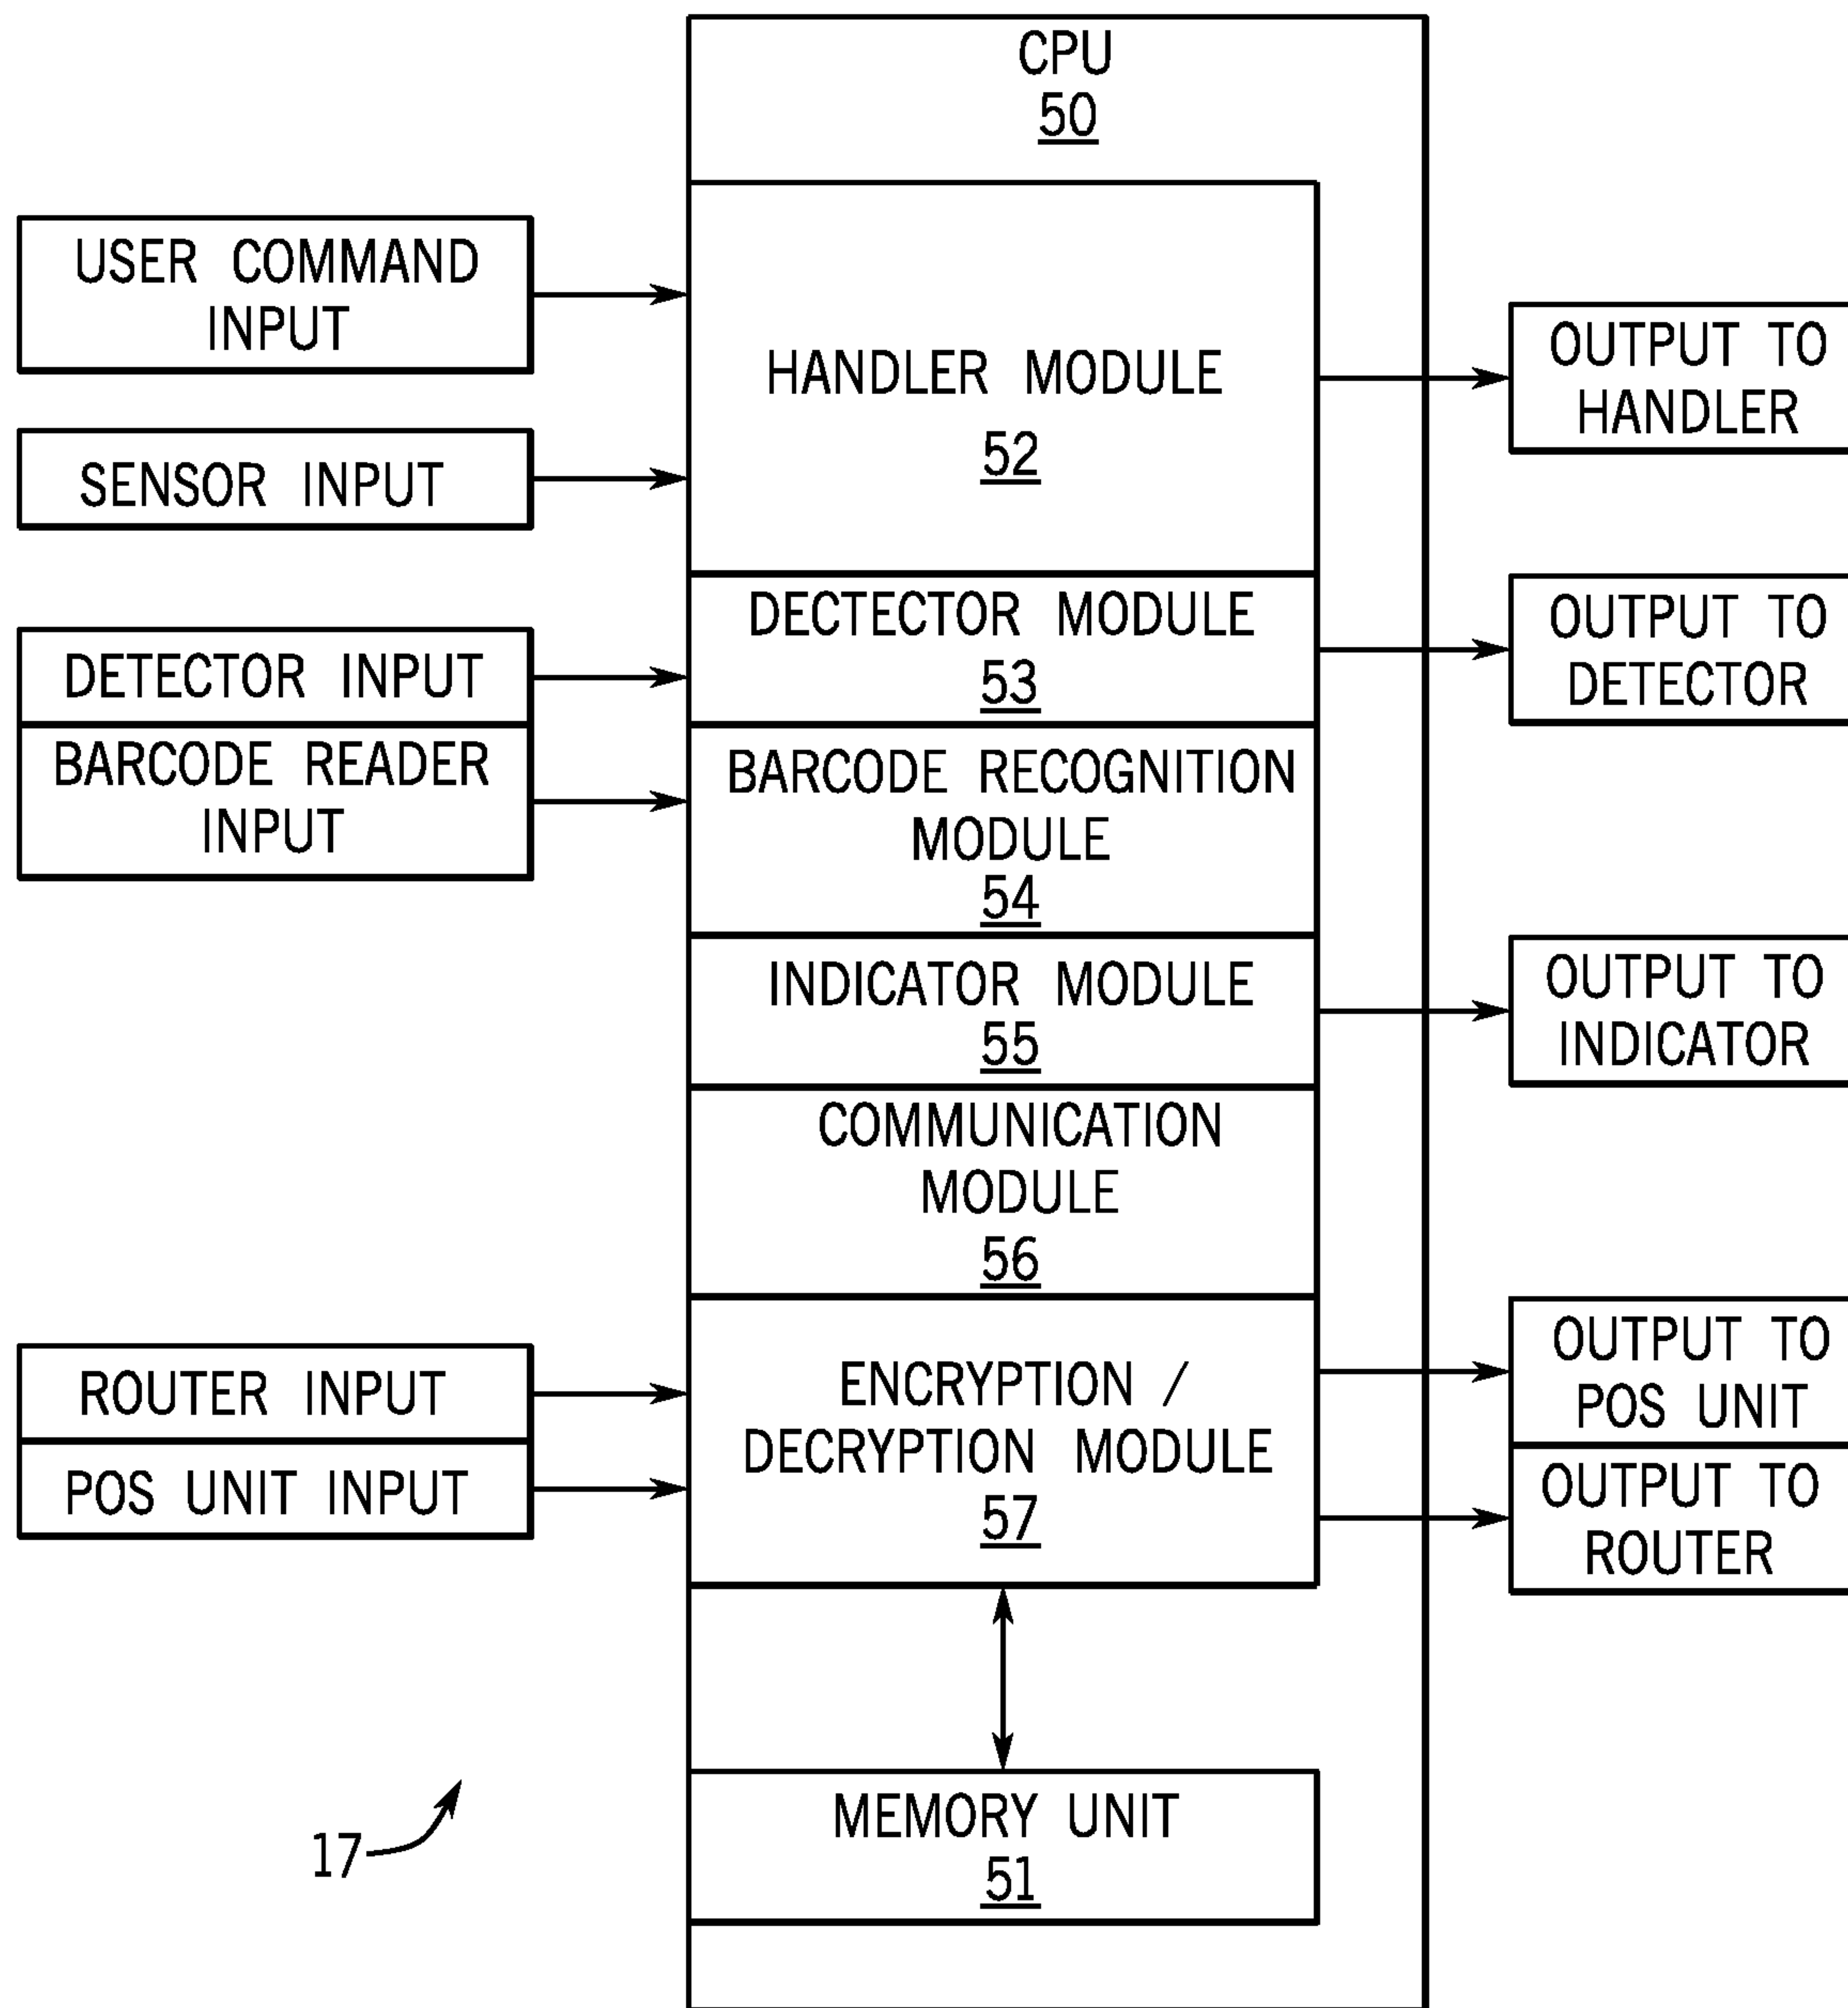 CPU
50
USER COMMAND
INPUT
SENSOR INPUT
DETECTOR INPUT
BARCODE READER
INPUT
ROUTER INPUT
POS UNIT INPUT
HANDLER MODULE
52
DECTECTOR MODULE
53
BARCODE RECOGNITION
MODULE
54
INDICATOR MODULE
55
COMMUNICATION
MODULE
56
ENCRYPTION /
DECRYPTION MODULE
57
MEMORY UNIT
51
OUTPUT TO
HANDLER
OUTPUT TO
DETECTOR
OUTPUT TO
INDICATOR
OUTPUT TO
POS UNIT
OUTPUT TO
ROUTER
17